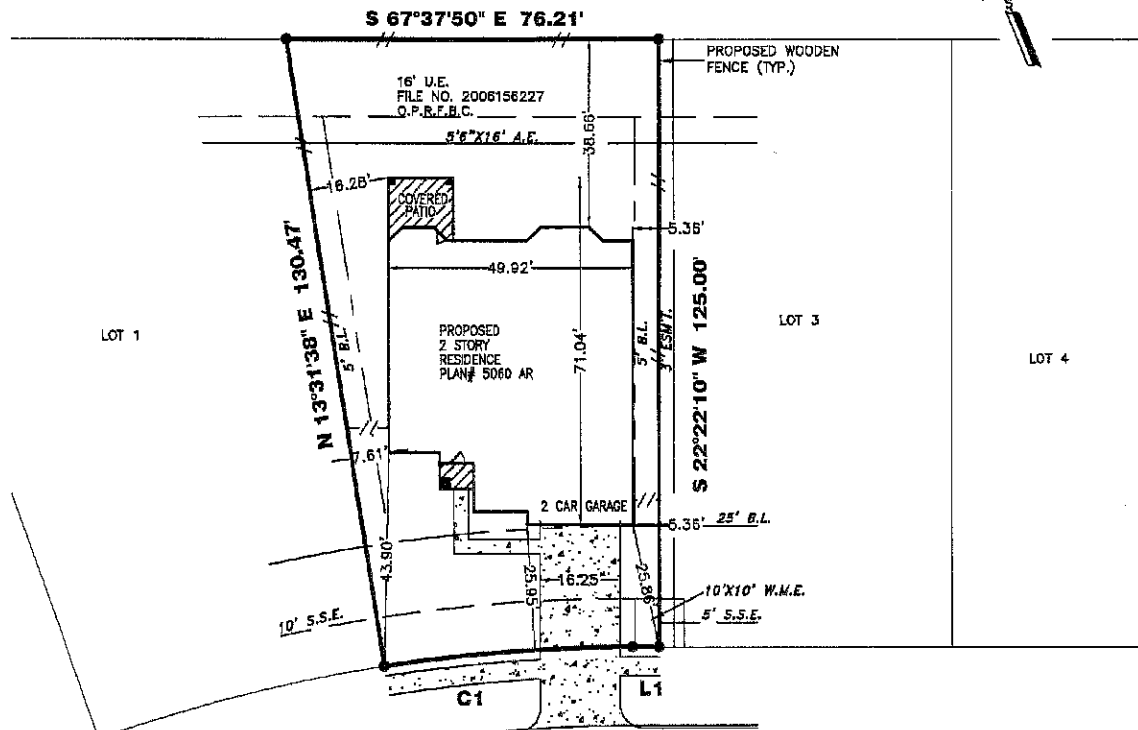 S 67°37'50" E 76.21'
PROPOSED WOODEN
FENCE (TYP.)
16' U.E.
FILE NO. 2006156227
O.P.R.F.B.C.
5'6"X16' A.E.
38.66'
16.28'
COVERED
PATIO
5.36'
49.92'
N 13°31'38" E 130.47'
5' B.L.
LOT 1
PROPOSED
2 STORY
RESIDENCE
PLAN# 5060 AR
71.04'
5' B.L.
3' ESM'T.
S 22°22'10" W 125.00'
LOT 3
LOT 4
7.61'
2 CAR GARAGE
5.36'
25' B.L.
43.90'
25.95'
16.25'
25.86'
10'X10' W.M.E.
5' S.S.E.
10' S.S.E.
C1
L1